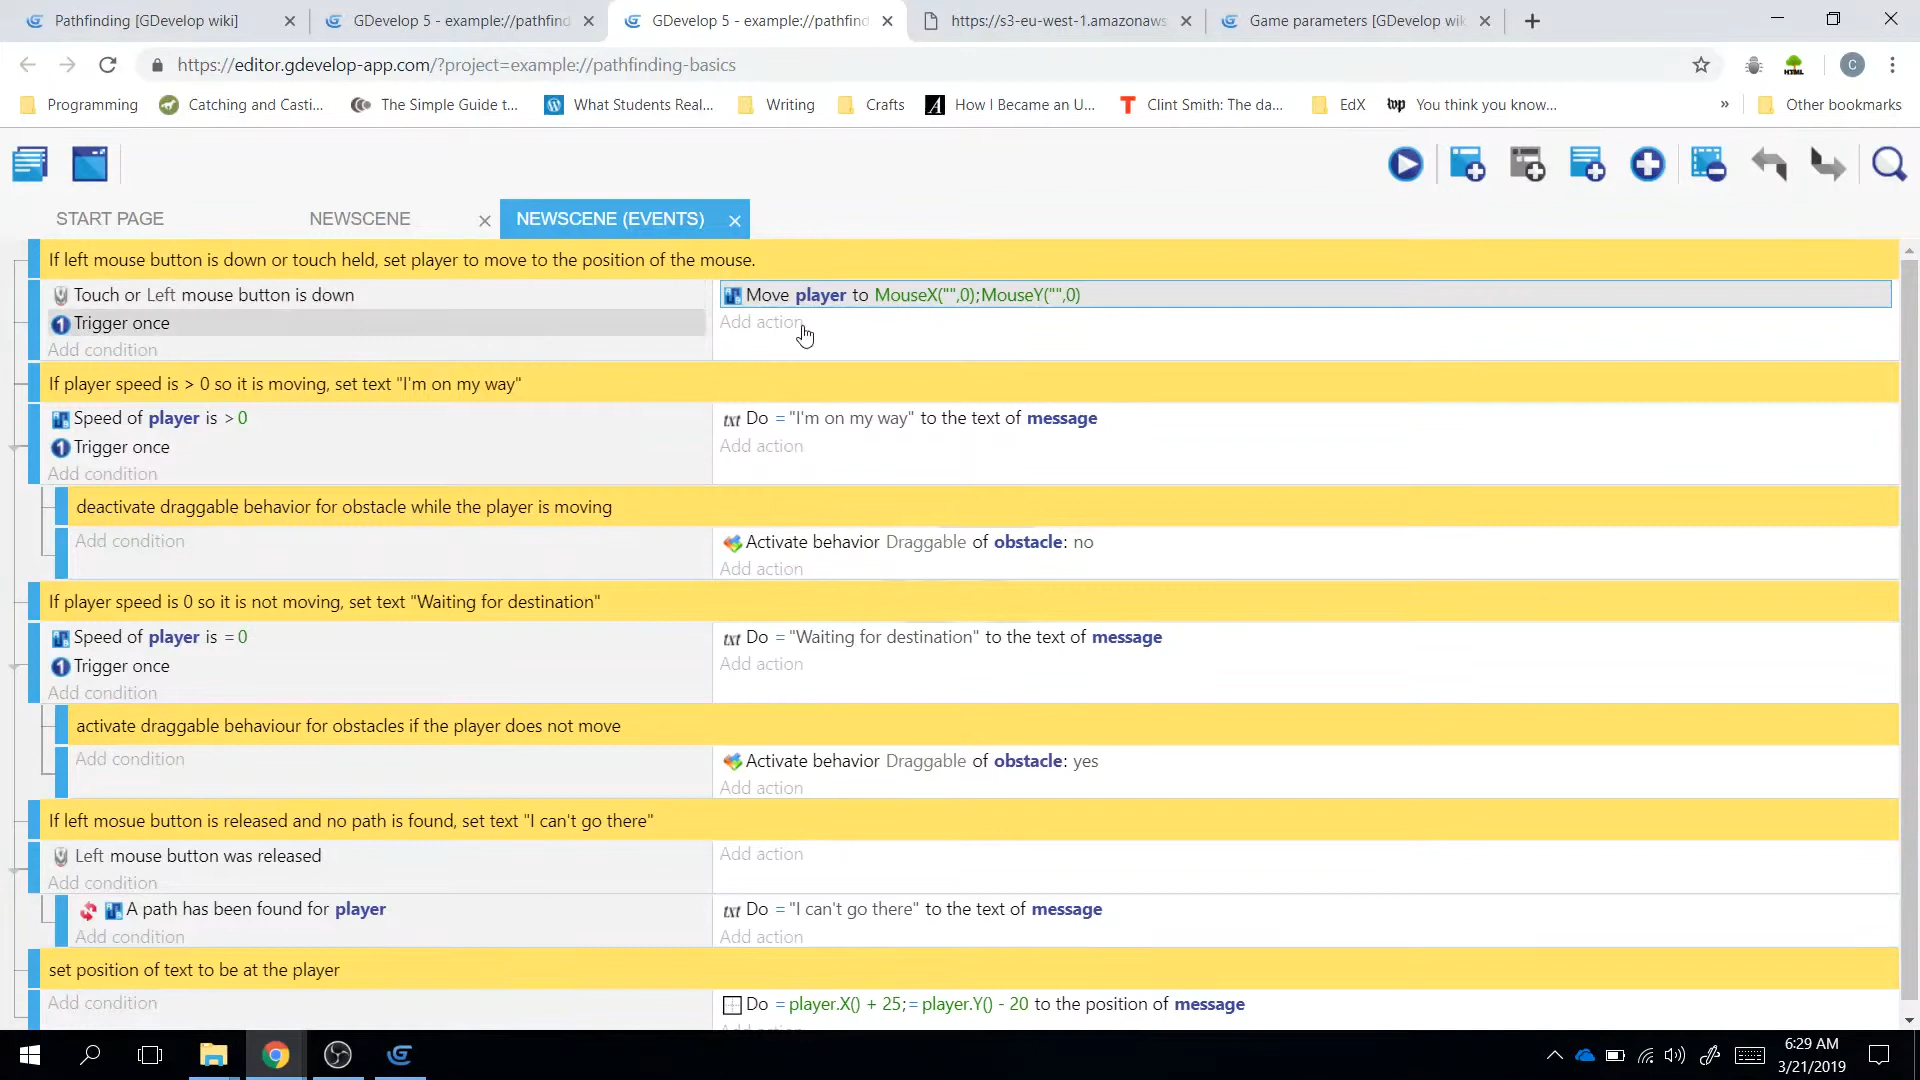 Pathfinding [GDevelop wiki]
GDevelop 5 - example://pathfind
GDevelop 5 - example://pathfind
https://s3-eu-west-1.amazonaws
Game parameters [GDevelop wik
https://editor.gdevelop-app.com/?project=example://pathfinding-basics
C
Programming
Catching and Casti...
The Simple Guide t...
What Students Real...
Writing
Crafts
How I Became an U...
Clint Smith: The da...
EdX
You think you know...
»
Other bookmarks
START PAGE
NEWSCENE
NEWSCENE (EVENTS)
If left mouse button is down or touch held, set player to move to the position of the mouse.
Touch or Left mouse button is down
Move player to MouseX("",0);MouseY("",0)
Trigger once
Add action
Add condition
If player speed is > 0 so it is moving, set text "I'm on my way"
Speed of player is > 0
Do = "I'm on my way" to the text of message
Trigger once
Add action
Add condition
deactivate draggable behavior for obstacle while the player is moving
Add condition
Activate behavior Draggable of obstacle: no
Add action
If player speed is 0 so it is not moving, set text "Waiting for destination"
Speed of player is = 0
Do = "Waiting for destination" to the text of message
Trigger once
Add action
Add condition
activate draggable behaviour for obstacles if the player does not move
Add condition
Activate behavior Draggable of obstacle: yes
Add action
If left mosue button is released and no path is found, set text "I can't go there"
Left mouse button was released
Add action
Add condition
A path has been found for player
Do = "I can't go there" to the text of message
Add condition
Add action
set position of text to be at the player
Add condition
Do = player.X() + 25;= player.Y() - 20 to the position of message
Add action
6:29 AM
3/21/2019